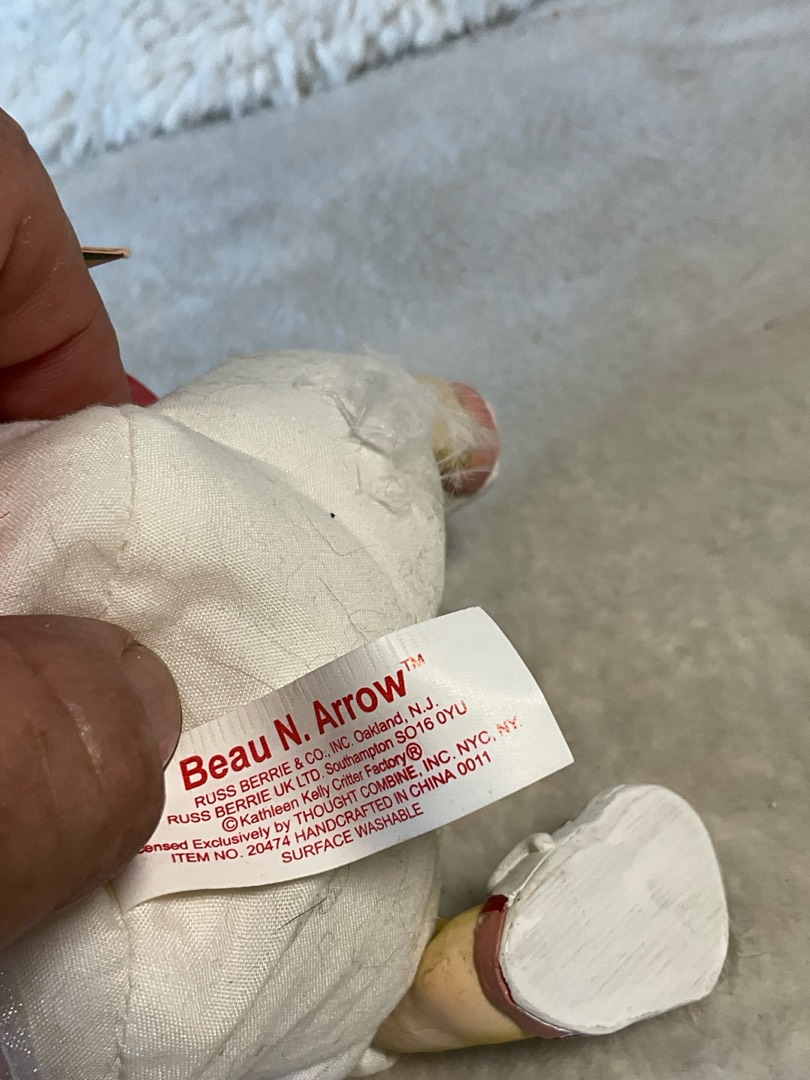 Beau N. Arrow™
RUSS BERRIE & CO., INC. Oakland, N.J.
RUSS BERRIE UK LTD. Southampton SO16 0YU
©Kathleen Kelly Critter Factory®
Exclusively by THOUGHT COMBINE, INC. NYC, NY.
ITEM NO. 20474 HANDCRAFTED IN CHINA 0011
SURFACE WASHABLE